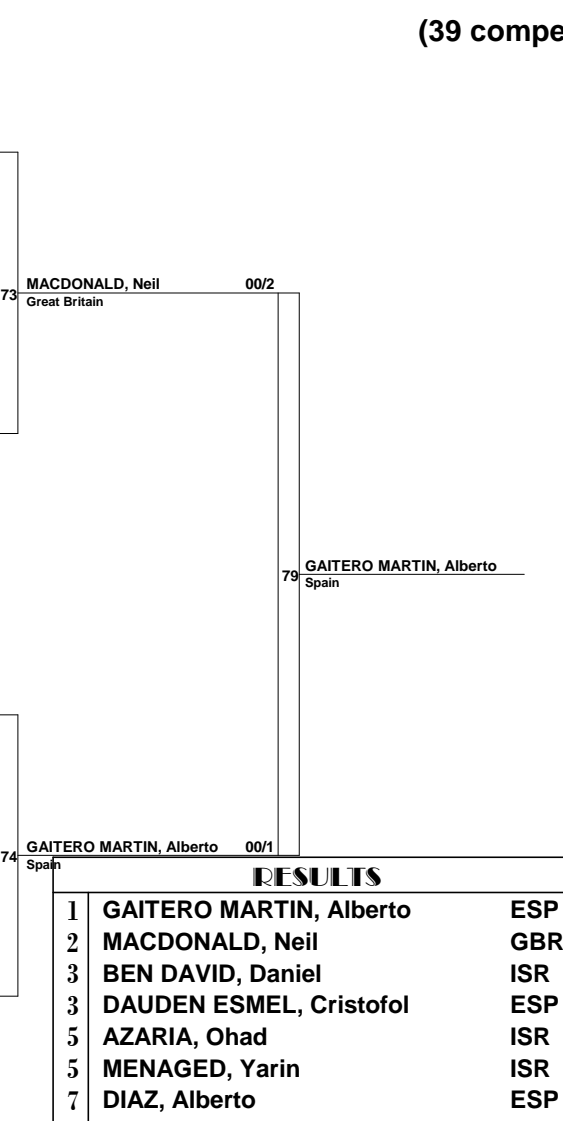 (39 compe
MACDONALD, Neil 00/2
73
Great Britain
GAITERO MARTIN, Alberto
79
Spain
GAITERO MARTIN, Alberto 00/1
74
Spain
RESULTS
1 GAITERO MARTIN, Alberto ESP
2 MACDONALD, Neil GBR
3 BEN DAVID, Daniel ISR
3 DAUDEN ESMEL, Cristofol ESP
5 AZARIA, Ohad ISR
5 MENAGED, Yarin ISR
7 DIAZ, Alberto ESP